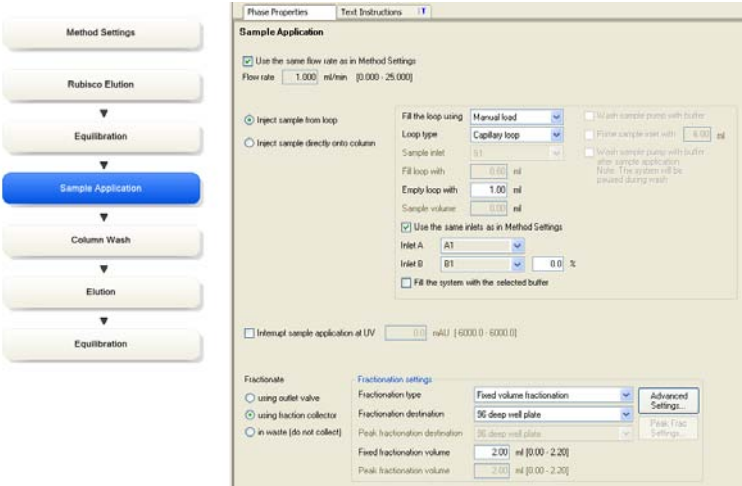 Method Settings
Rubisco Elution
Equilibration
Sample Application
Column Wash
Elution
Equilibration
Phase Properties Text Instructions T
Sample Application
Use the same flow rate as in Method Settings
Flow rate 1.000 ml/min [0.000 - 25.000]
Inject sample from loop
Inject sample directly onto column
Fill the loop using Manual load
Loop type Capillary loop
Sample inlet S1
Fill loop with 0.60 ml
Empty loop with 1.00 ml
Sample volume 0.00 ml
Use the same inlets as in Method Settings
Inlet A A1
Inlet B B1 0.0 %
Fill the system with the selected buffer
Wash sample pump with buffer
Prime sample inlet with 6.00 ml
Wash sample pump with buffer
after sample application
Note: The system will be
paused during wash
Interrupt sample application at UV 0.0 mAU [-6000.0 - 6000.0]
Fractionate
using outlet valve
using fraction collector
in waste (do not collect)
Fractionation settings
Fractionation type Fixed volume fractionation
Fractionation destination 96 deep well plate
Peak fractionation destination 96 deep well plate
Fixed fractionation volume 2.00 ml [0.00 - 2.20]
Peak fractionation volume 2.00 ml [0.00 - 2.20]
Advanced
Settings...
Peak Frac
Settings...